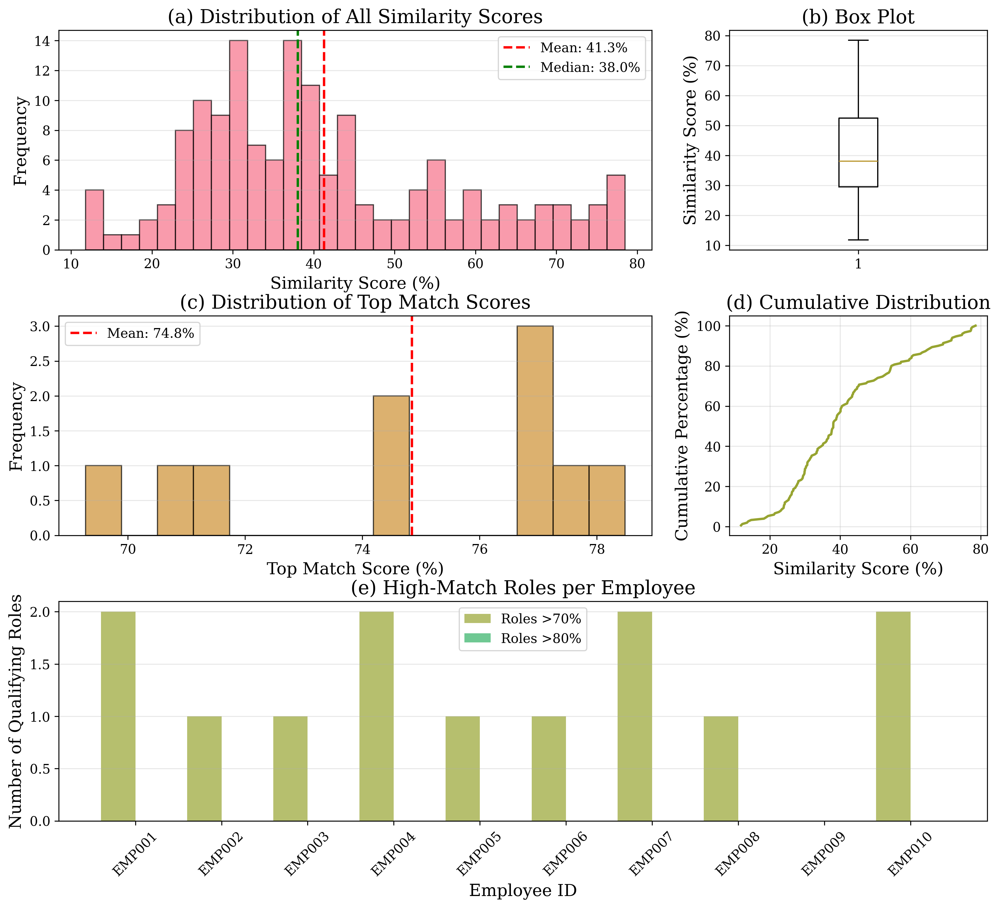 (a) Distribution of All Similarity Scores
Frequency
14
12
10
8
6
4
2
0
Mean: 41.3%
Median: 38.0%
10 20 30 40 50 60 70 80
Similarity Score (%)
(b) Box Plot
Similarity Score (%)
80
70
60
50
40
30
20
10
1
(c) Distribution of Top Match Scores
Frequency
3.0
2.5
2.0
1.5
1.0
0.5
0.0
Mean: 74.8%
70 72 74 76 78
Top Match Score (%)
(d) Cumulative Distribution
Cumulative Percentage (%)
100
80
60
40
20
0
20 40 60 80
Similarity Score (%)
(e) High-Match Roles per Employee
Number of Qualifying Roles
2.0
1.5
1.0
0.5
0.0
Roles >70%
Roles >80%
EMP001 EMP002 EMP003 EMP004 EMP005 EMP006 EMP007 EMP008 EMP009 EMP010
Employee ID